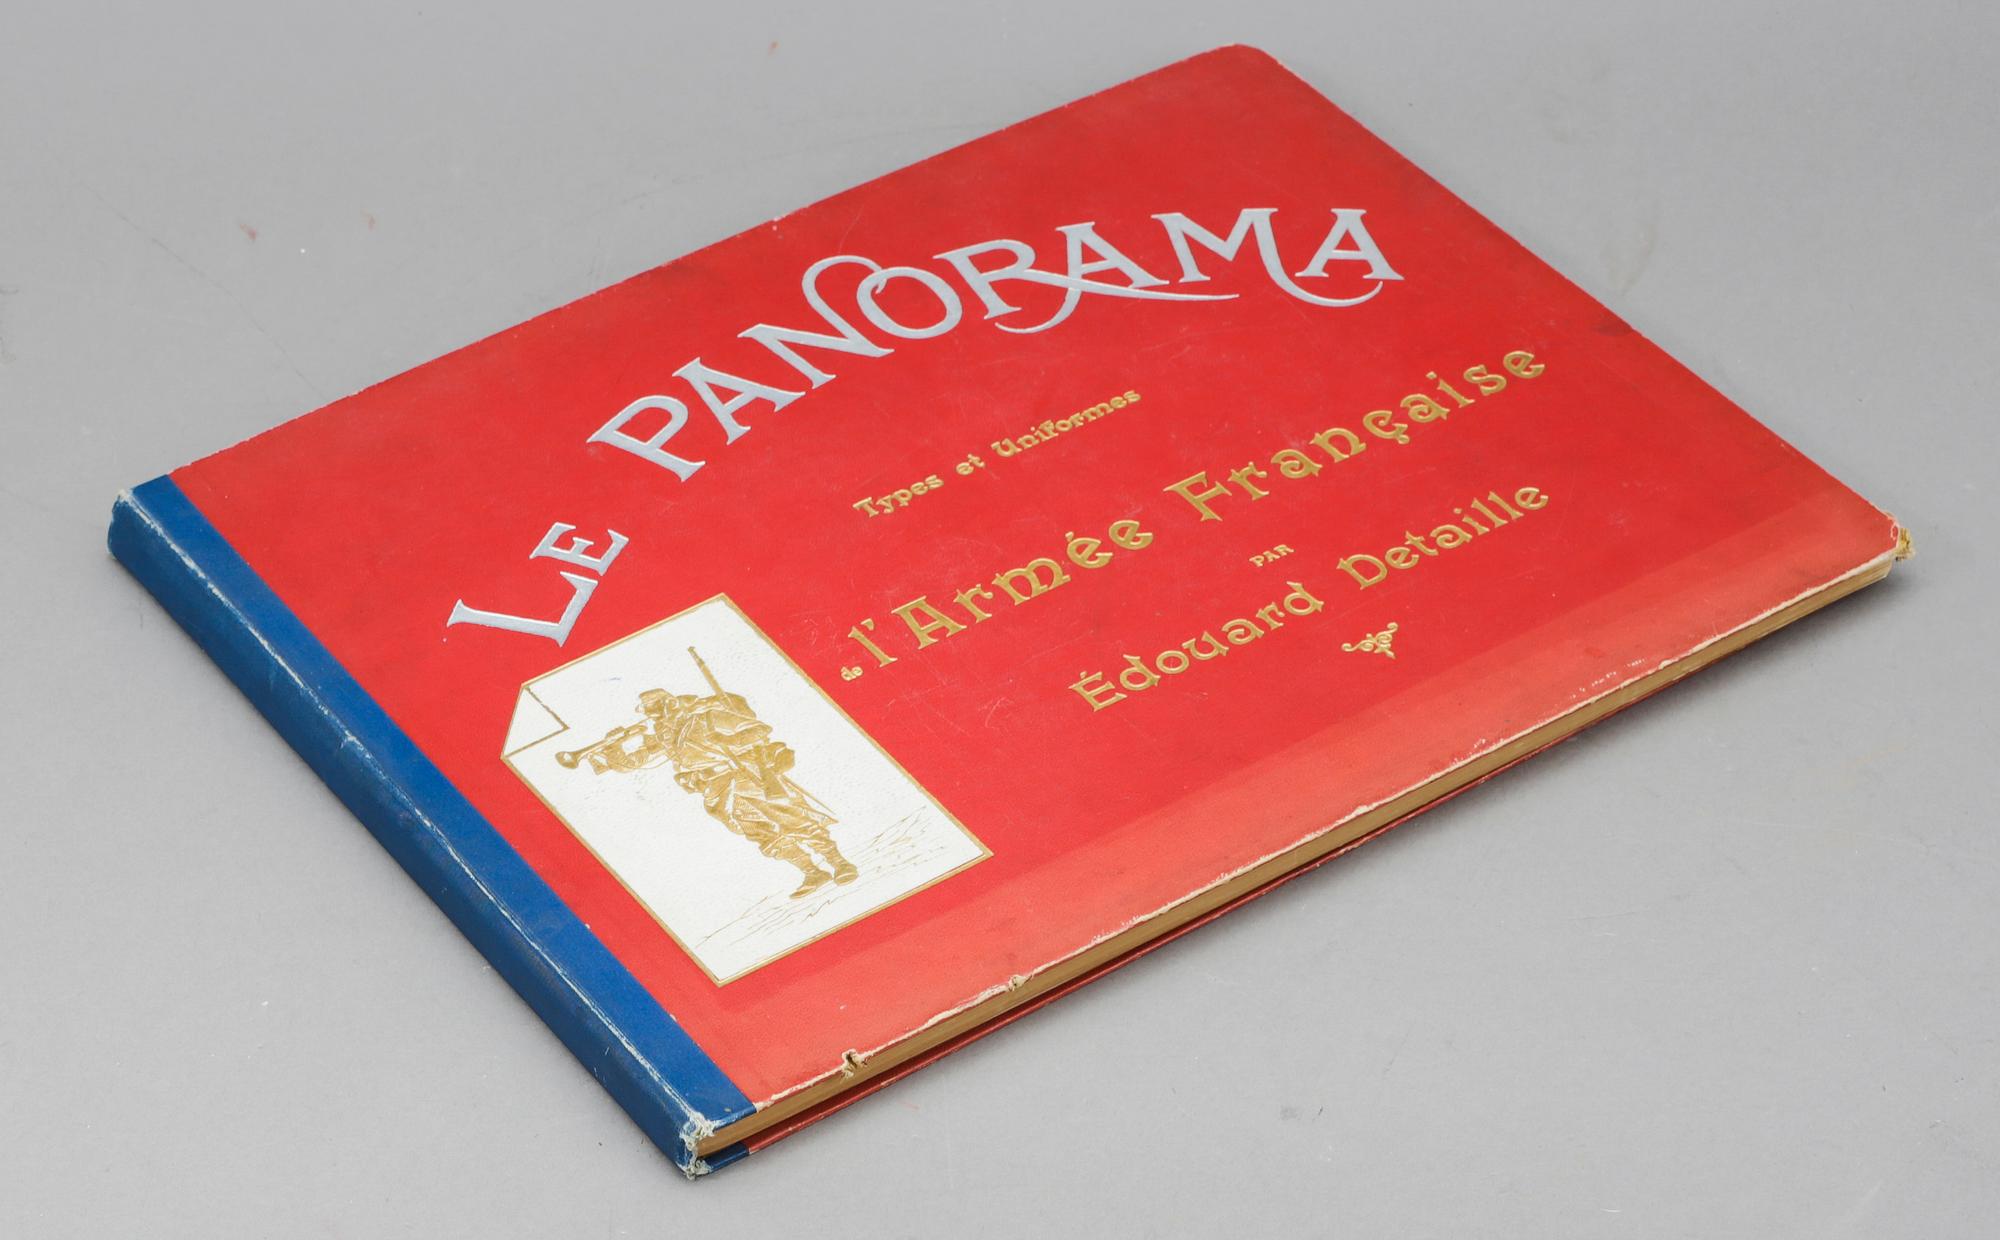 LE PANORAMA
Types et Uniformes
de l'Armée Française
PAR
Édouard Detaille